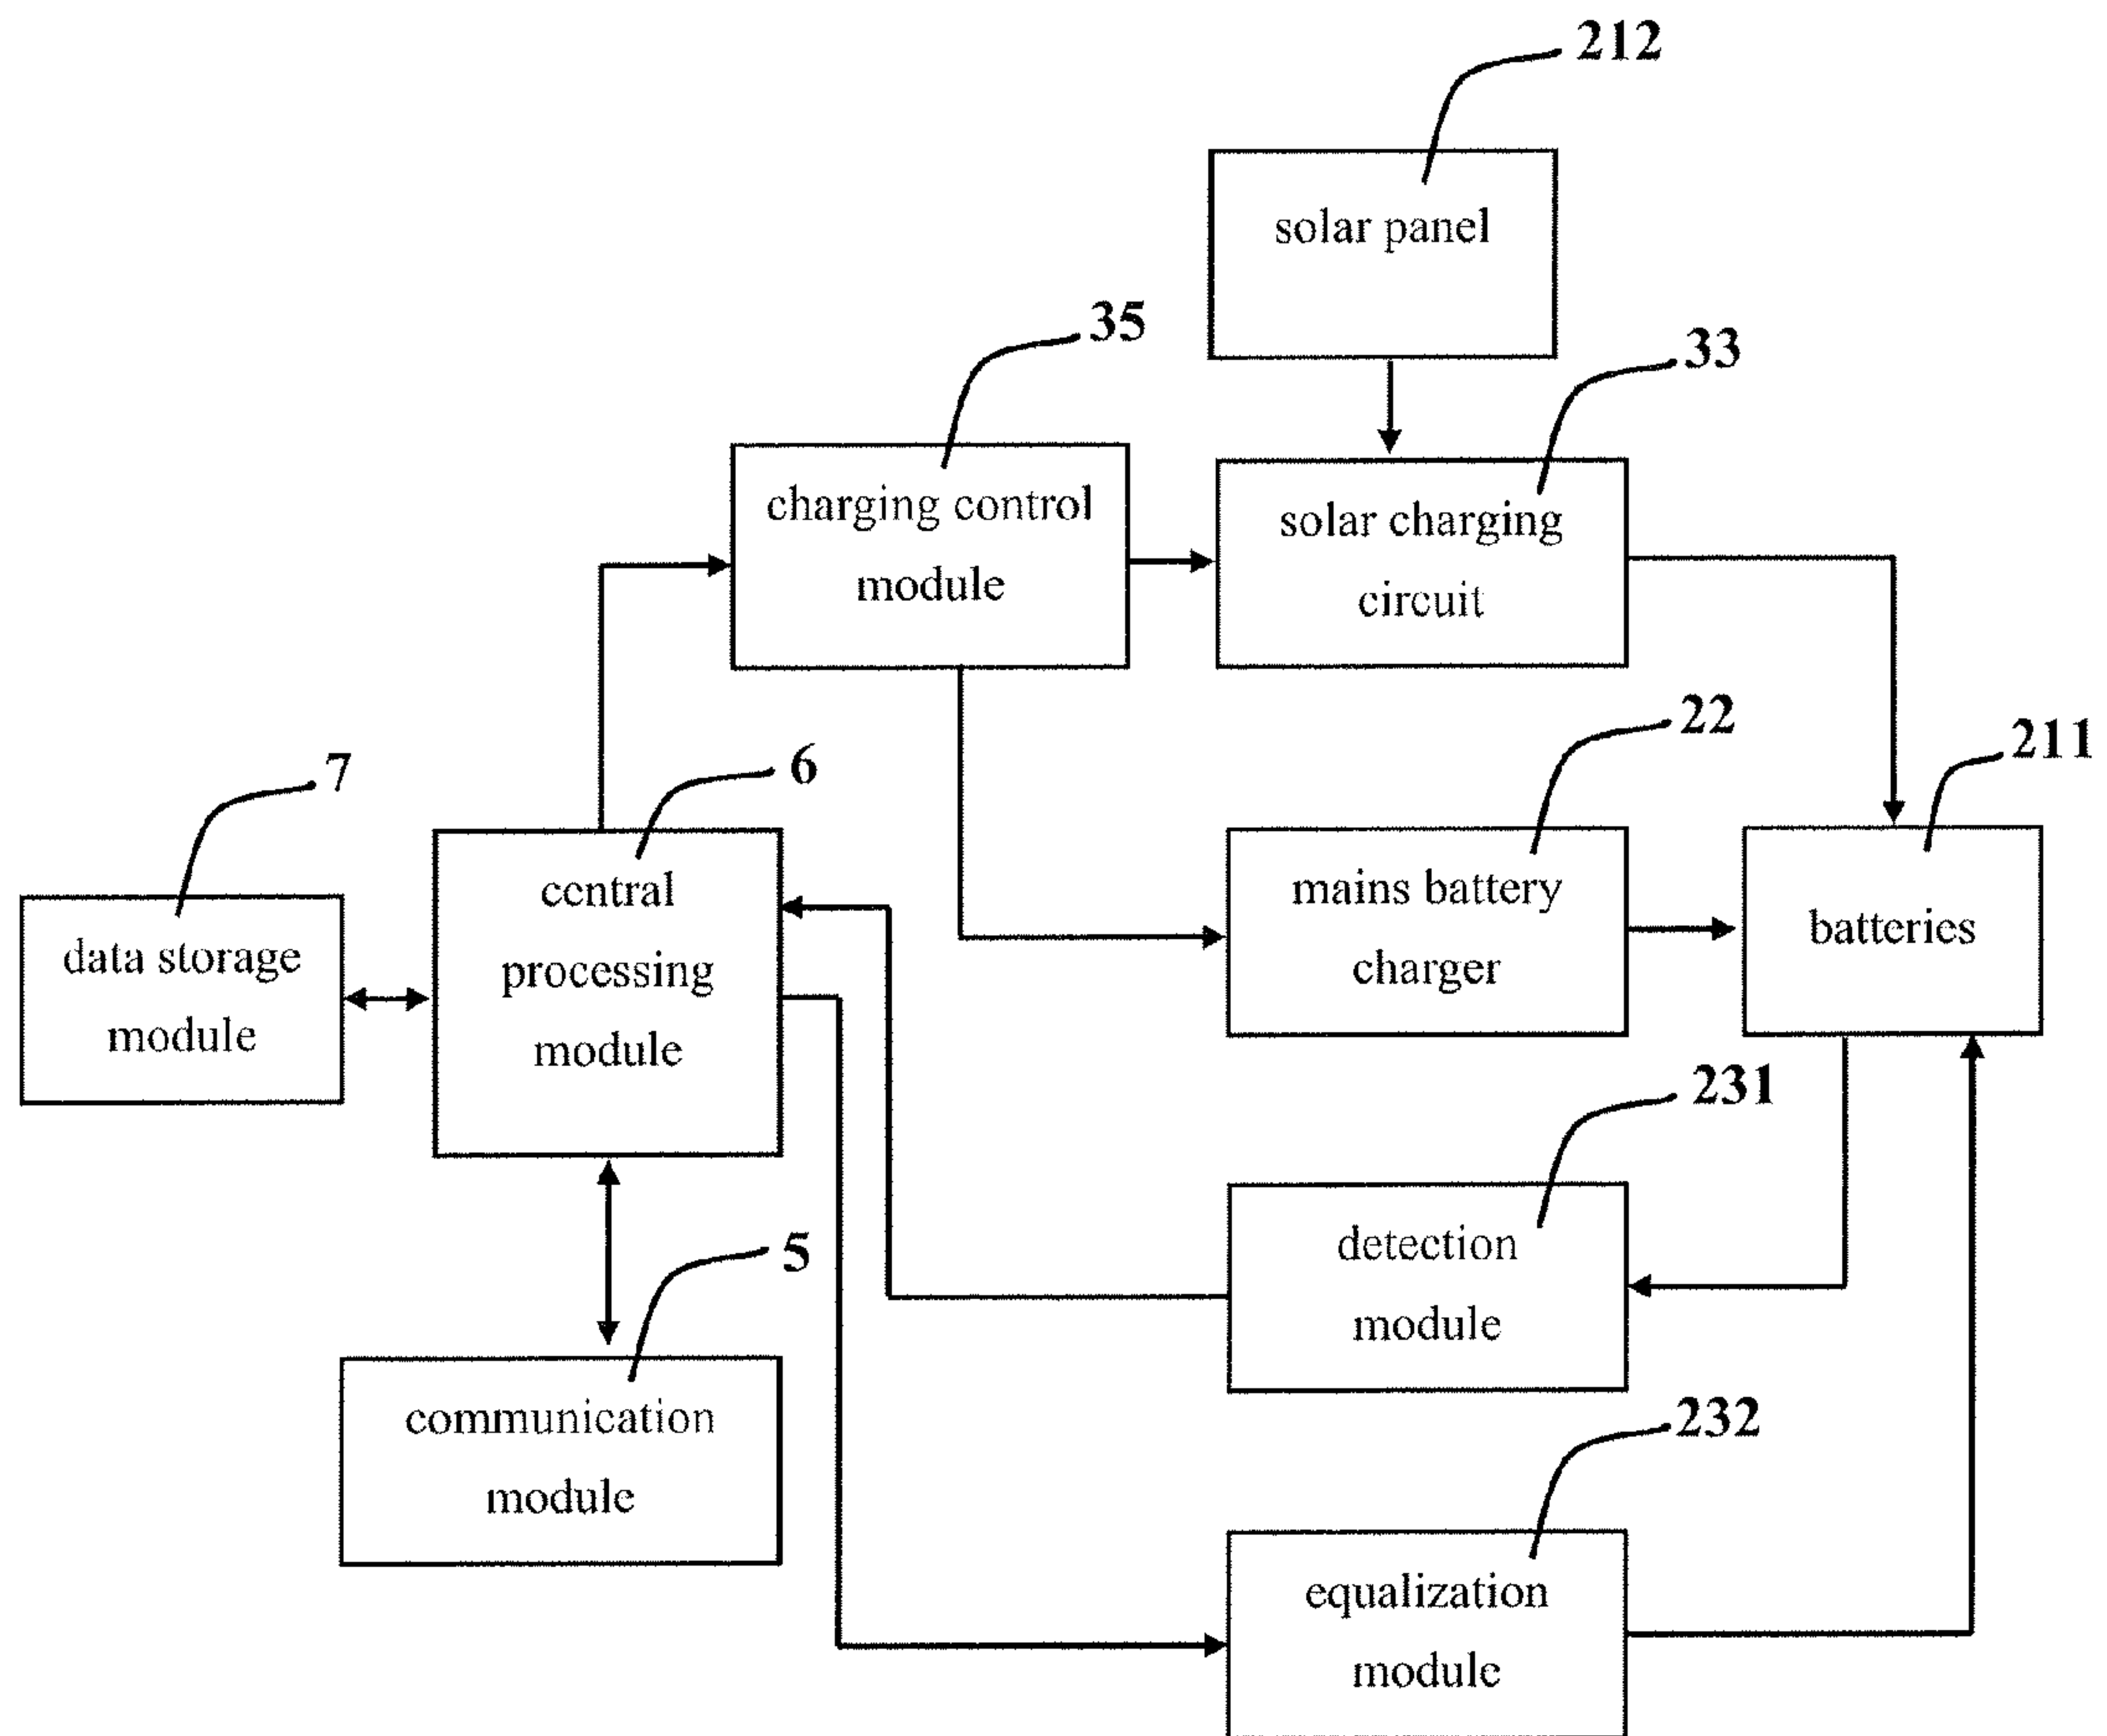 212
solar panel
35
33
charging control
module
solar charging
circuit
22
211
7
6
central
processing
module
mains battery
charger
batteries
data storage
module
231
5
detection
module
communication
module
232
equalization
module